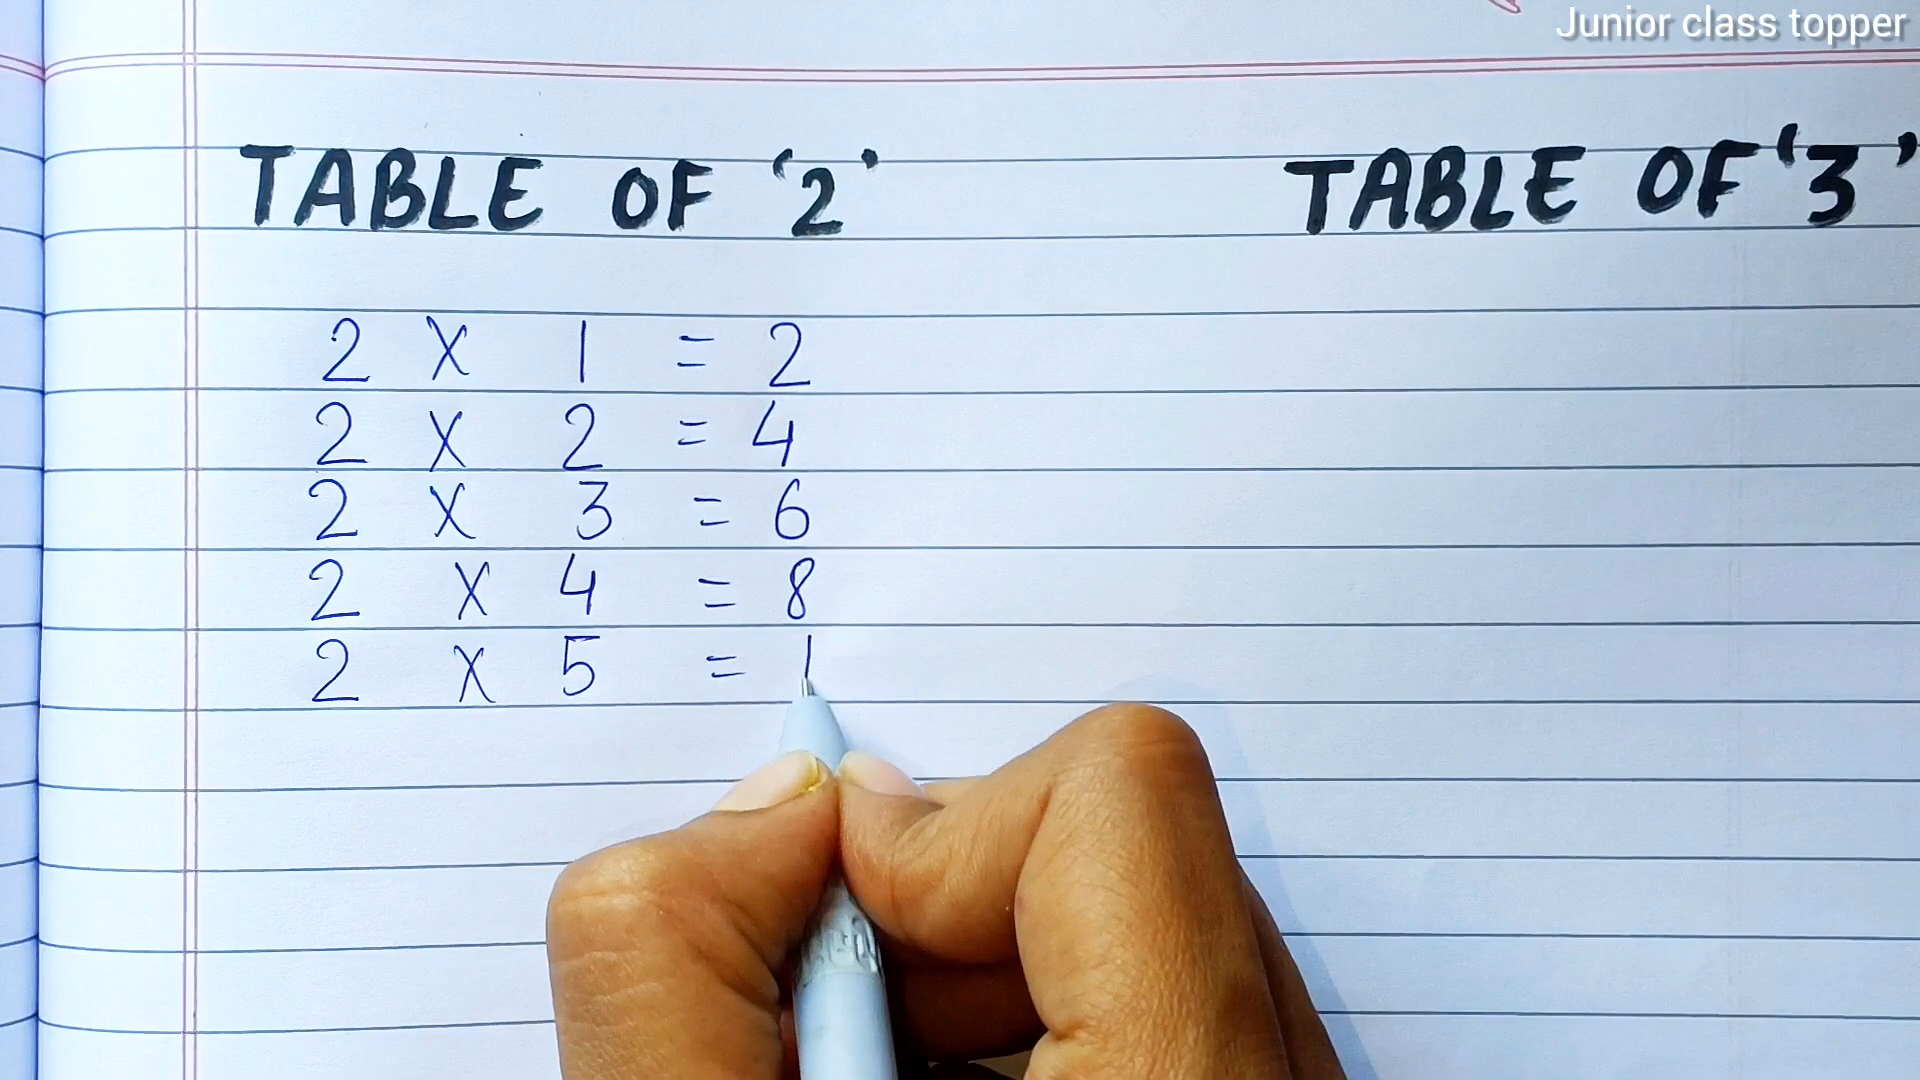 Junior class topper
TABLE OF '2' TABLE OF '3'
2 X 1 = 2
2 X 2 = 4
2 X 3 = 6
2 X 4 = 8
2 X 5 = 1